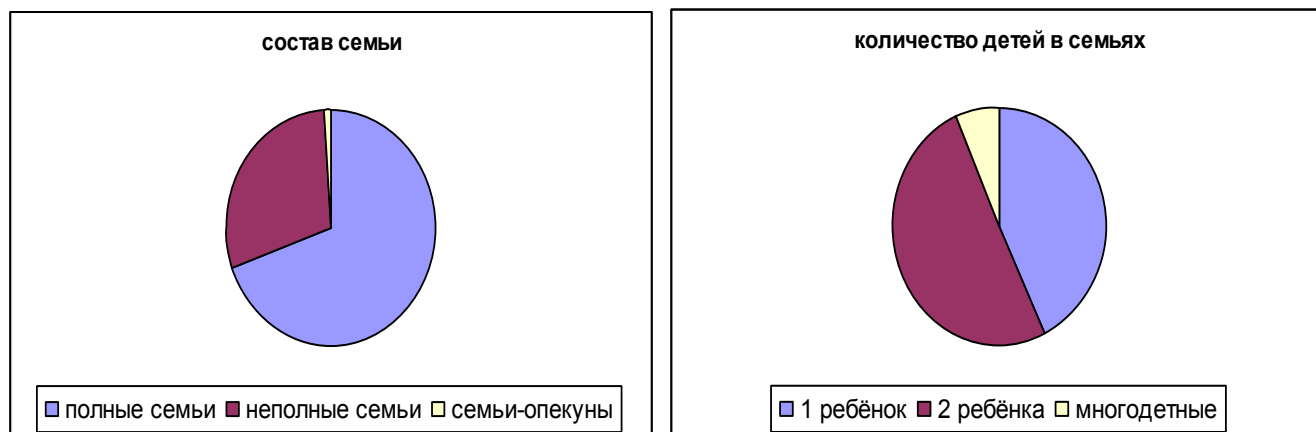 состав семьи
полные семьи неполные семьи семьи-опекуны
количество детей в семьях
1 ребёнок 2 ребёнка многодетные